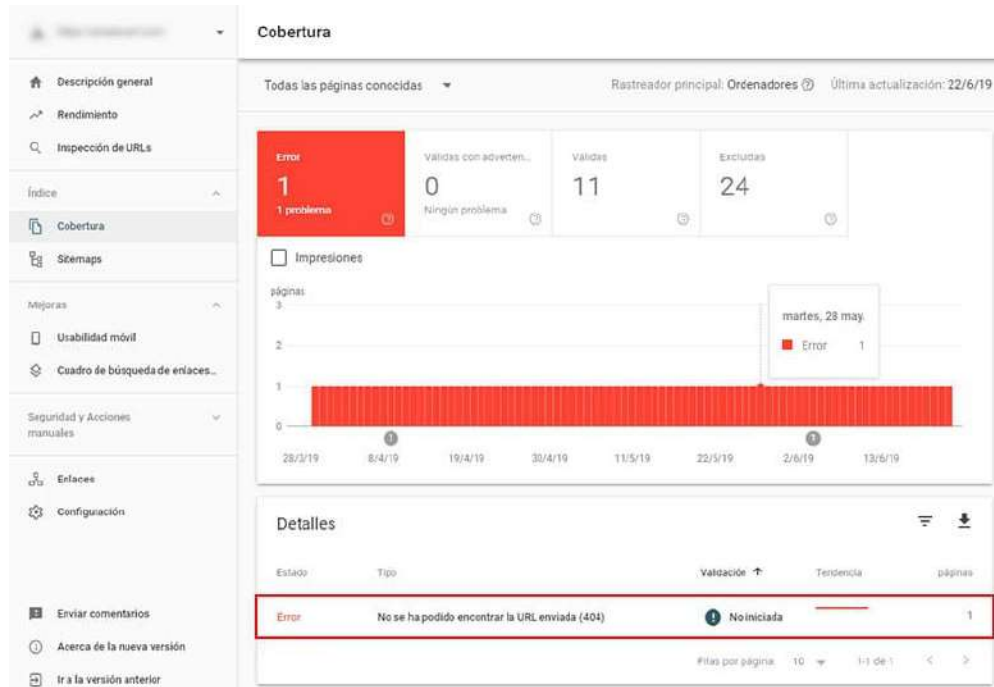 Cobertura
Descripción general
Rendimiento
Inspección de URLs
Índice
Cobertura
Sitemaps
Mejoras
Usabilidad móvil
Cuadro de búsqueda de enlaces...
Seguridad y Acciones
manuales
Enlaces
Configuración
Enviar comentarios
Acerca de la nueva versión
Ir a la versión anterior
Todas las páginas conocidas
Rastreador principal: Ordenadores
Última actualización: 22/6/19
Error
1
1 problema
Válidas con adverten...
0
Ningún problema
Válidas
11
Excluidas
24
Impresiones
páginas
3
2
1
0
martes, 28 may.
Error 1
28/3/19 8/4/19 19/4/19 30/4/19 11/5/19 22/5/19 2/6/19 13/6/19
Detalles
Estado Tipo Validación Tendencia páginas
Error No se ha podido encontrar la URL enviada (404) No iniciada 1
Filas por página 10 1-1 de 1